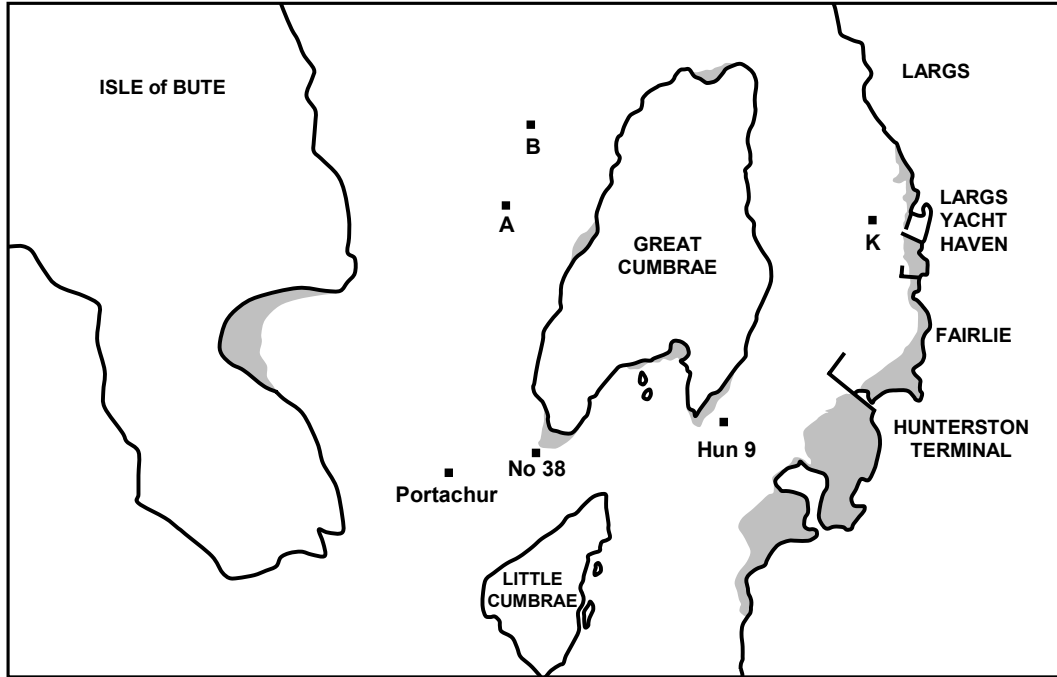 LARGS
ISLE of BUTE
B
A
LARGS
YACHT
HAVEN
K
GREAT
CUMBRAE
FAIRLIE
HUNTERSTON
TERMINAL
Hun 9
No 38
Portachur
LITTLE
CUMBRAE